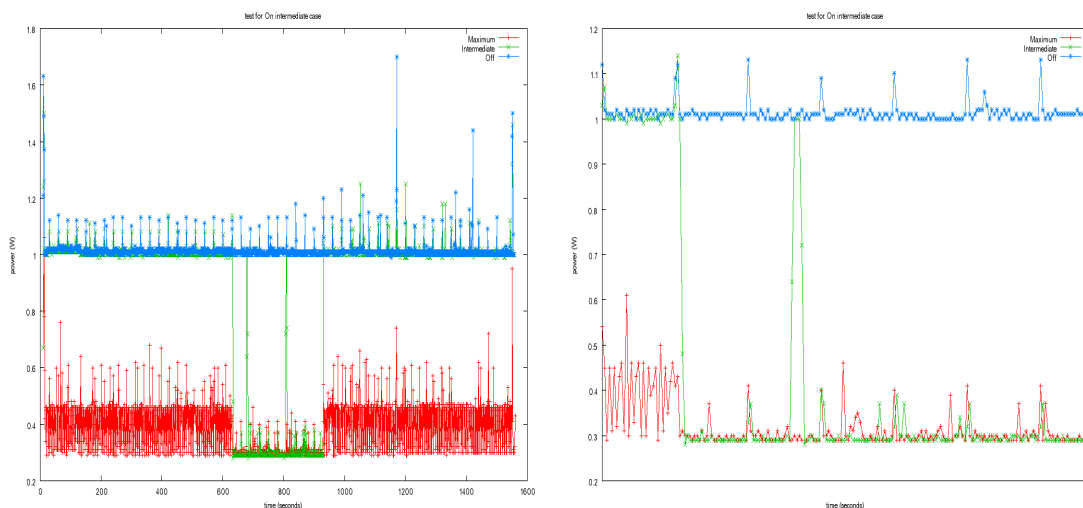 test for On intermediate case
1.8
1.6
1.4
1.2
1
0.8
0.6
0.4
0.2
power (W)
Maximum
Intermediate
Off
0 200 400 600 800 1000 1200 1400 1600
time (seconds)
test for On intermediate case
1.2
1.1
1
0.9
0.8
0.7
0.6
0.5
0.4
0.3
0.2
power (W)
Maximum
Intermediate
Off
time (seconds)